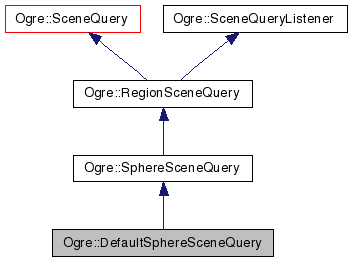 Ogre::SceneQuery
Ogre::SceneQueryListener
Ogre::RegionSceneQuery
Ogre::SphereSceneQuery
Ogre::DefaultSphereSceneQuery